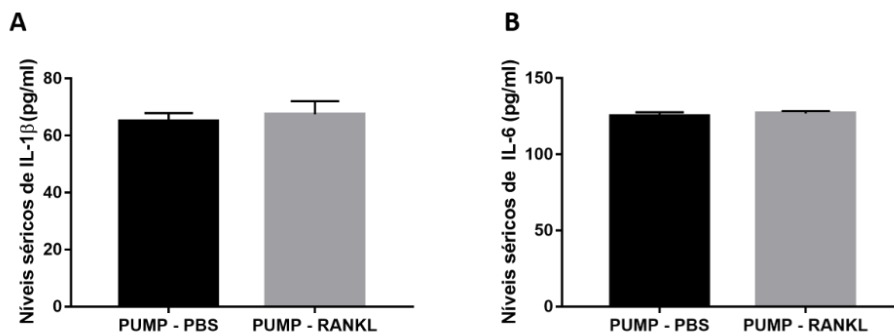 A
B
Níveis séricos de IL-1β (pg/ml)
80
60
40
20
0
PUMP - PBS
PUMP - RANKL
Níveis séricos de IL-6 (pg/ml)
150
100
50
0
PUMP - PBS
PUMP - RANKL